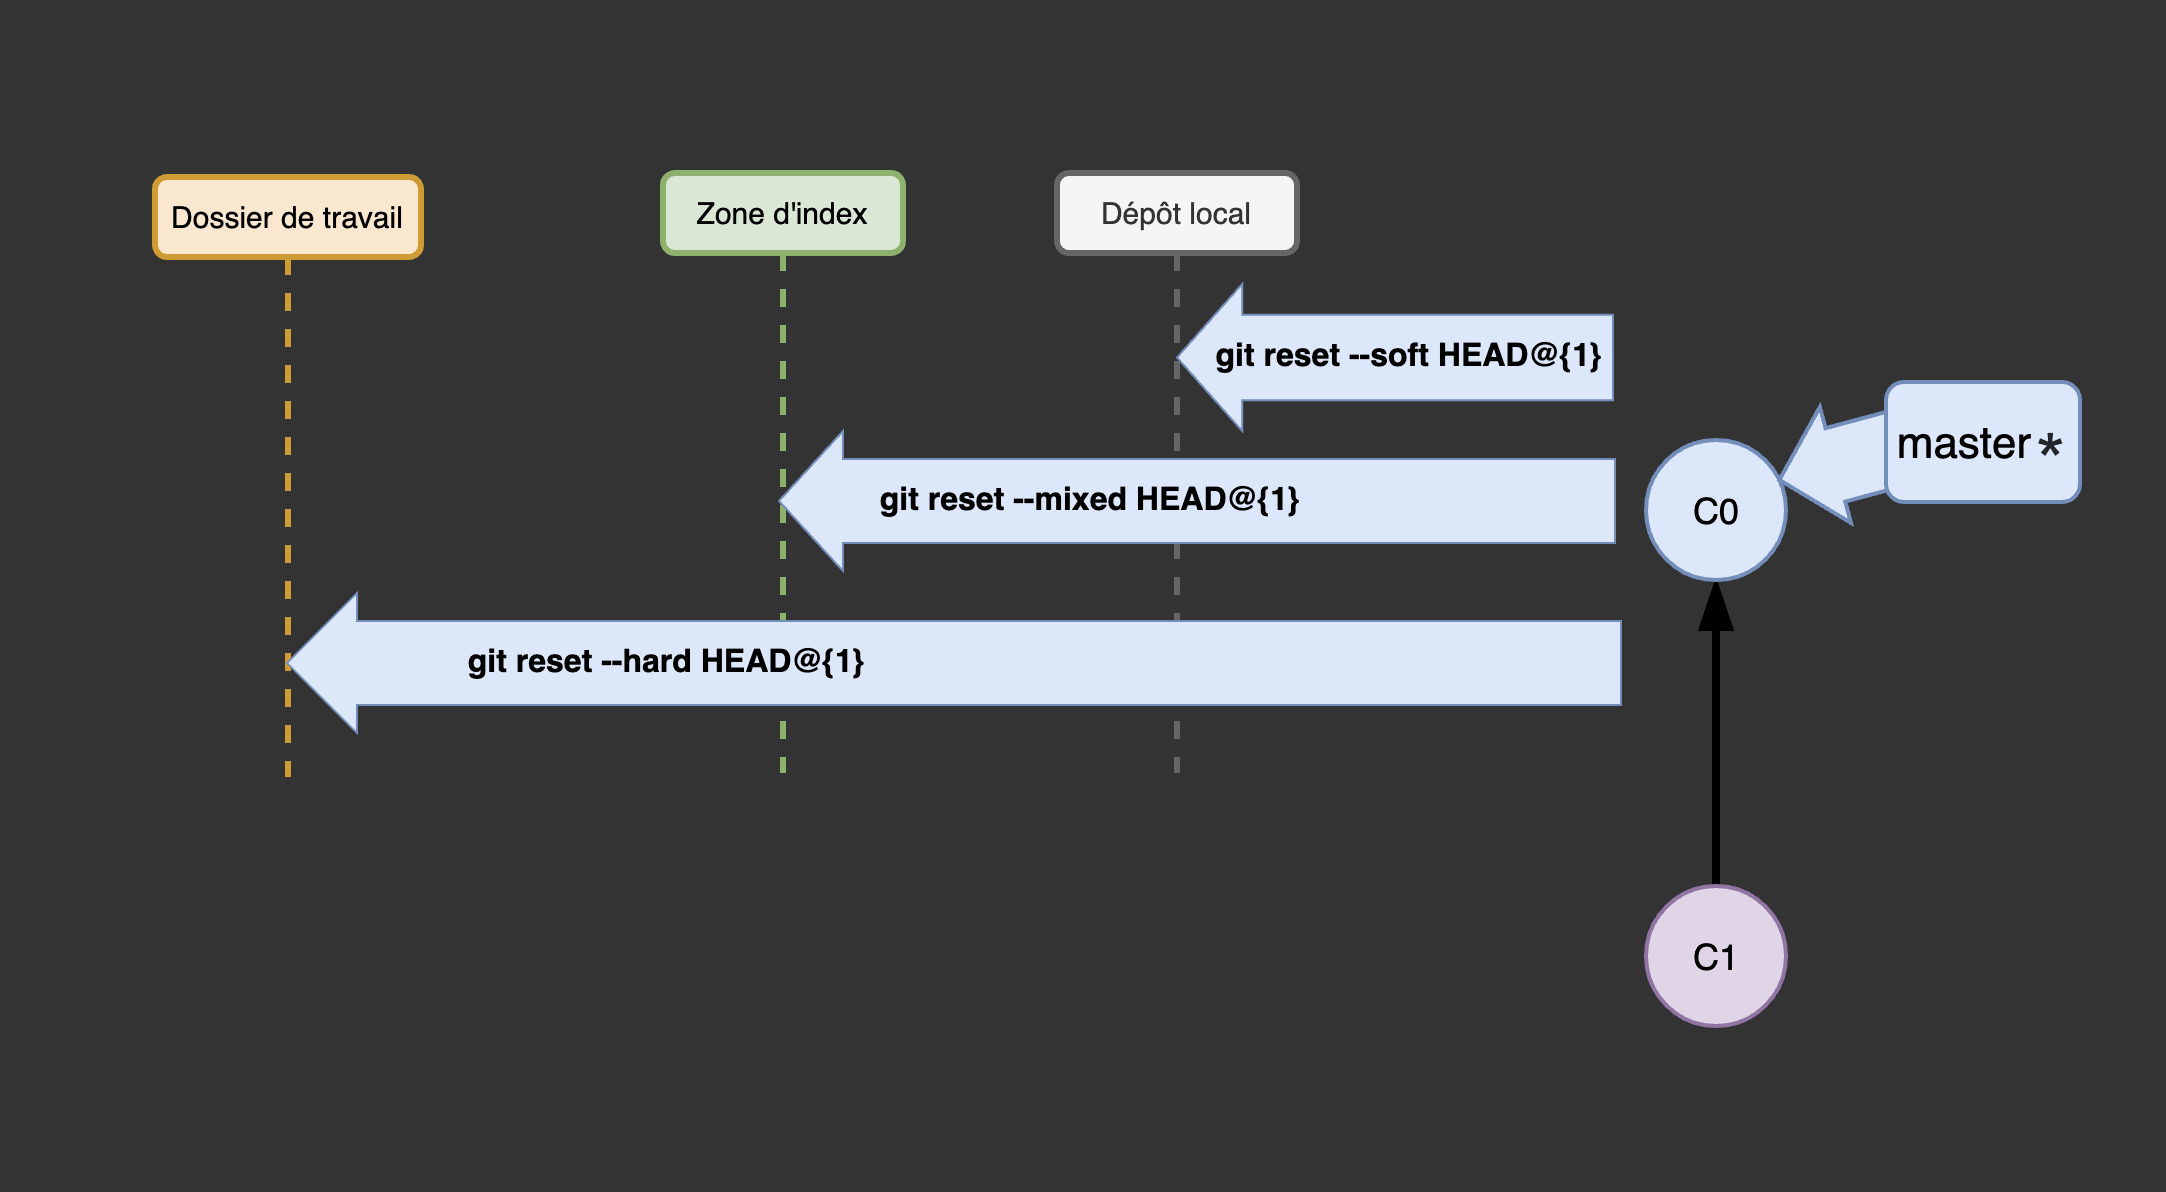 Dossier de travail
Zone d'index
Dépôt local
git reset --soft HEAD@{1}
master*
git reset --mixed HEAD@{1}
C0
git reset --hard HEAD@{1}
C1